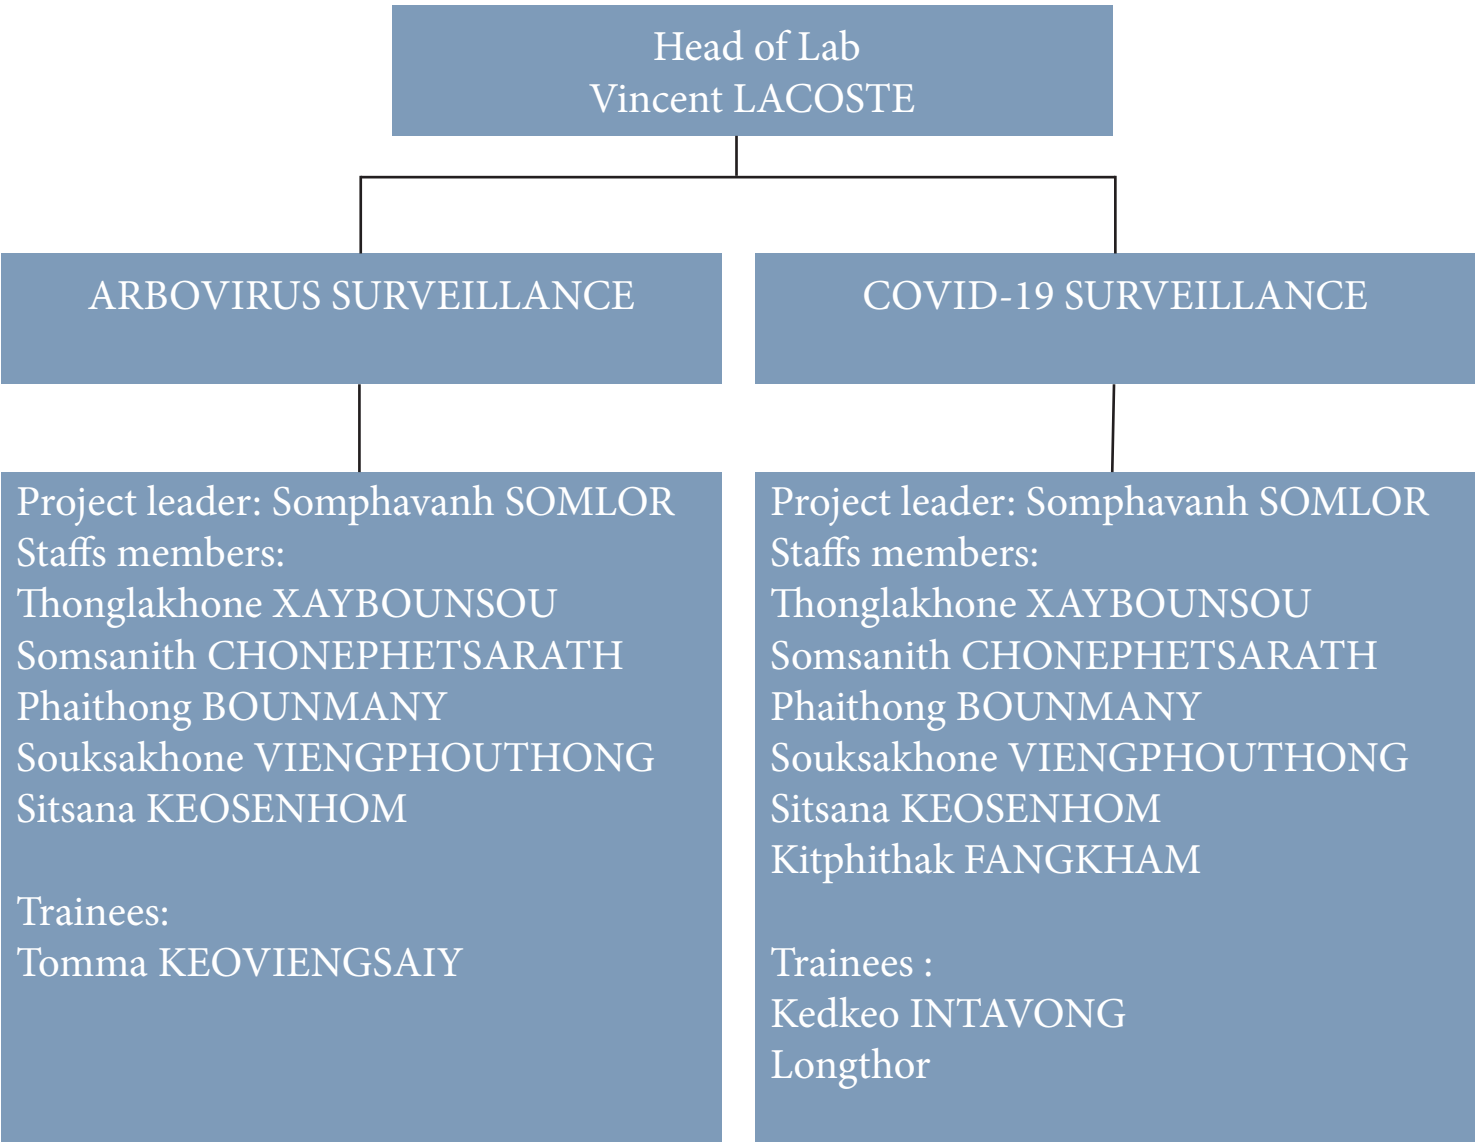 Head of Lab
Vincent LACOSTE
ARBOVIRUS SURVEILLANCE
COVID-19 SURVEILLANCE
Project leader: Somphavanh SOMLOR
Staffs members:
Thonglakhone XAYBOUNSOU
Somsanith CHONEPHETSARATH
Phaithong BOUNMANY
Souksakhone VIENGPHOUTHONG
Sitsana KEOSENHOM
Trainees:
Tomma KEOVIENGSAIY
Project leader: Somphavanh SOMLOR
Staffs members:
Thonglakhone XAYBOUNSOU
Somsanith CHONEPHETSARATH
Phaithong BOUNMANY
Souksakhone VIENGPHOUTHONG
Sitsana KEOSENHOM
Kitphithak FANGKHAM
Trainees :
Kedkeo INTAVONG
Longthor